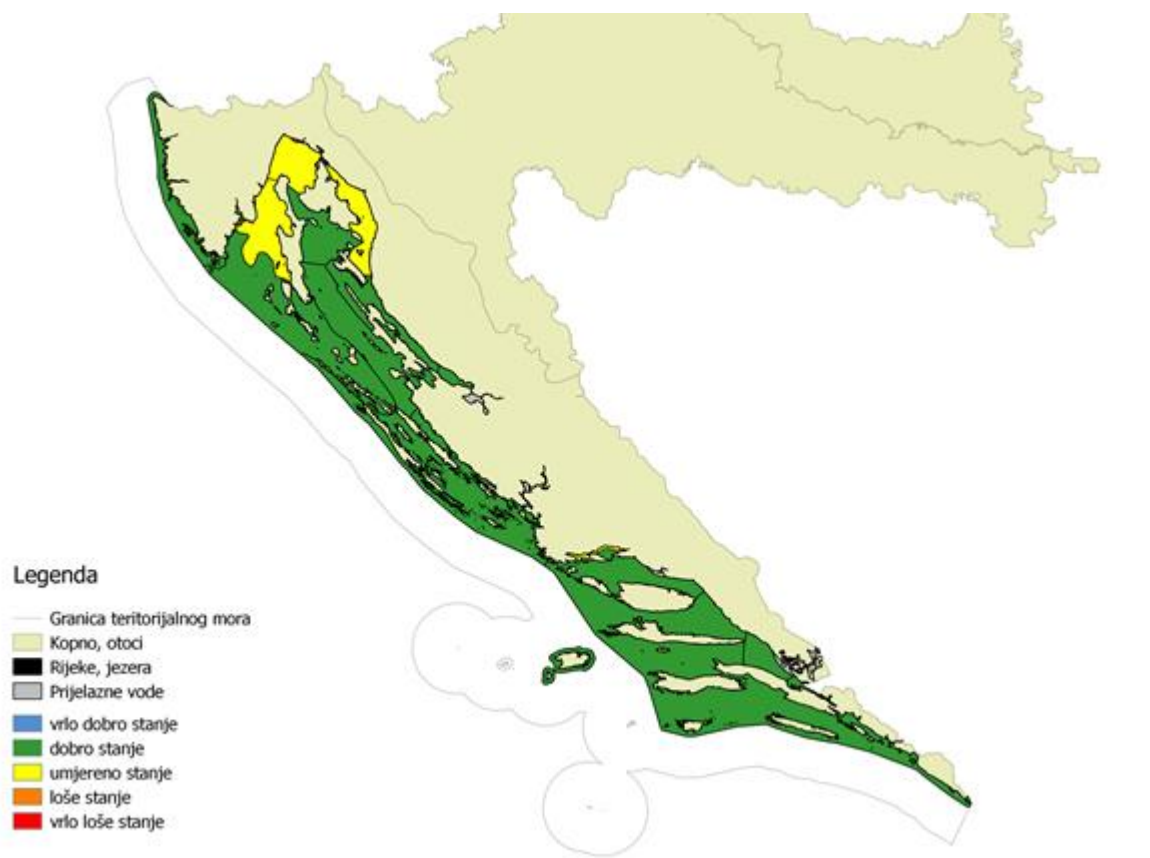 Legenda
Granica teritorijalnog mora
Kopno, otoci
Rijeke, jezera
Prijelazne vode
vrlo dobro stanje
dobro stanje
umjereno stanje
loše stanje
vrlo loše stanje